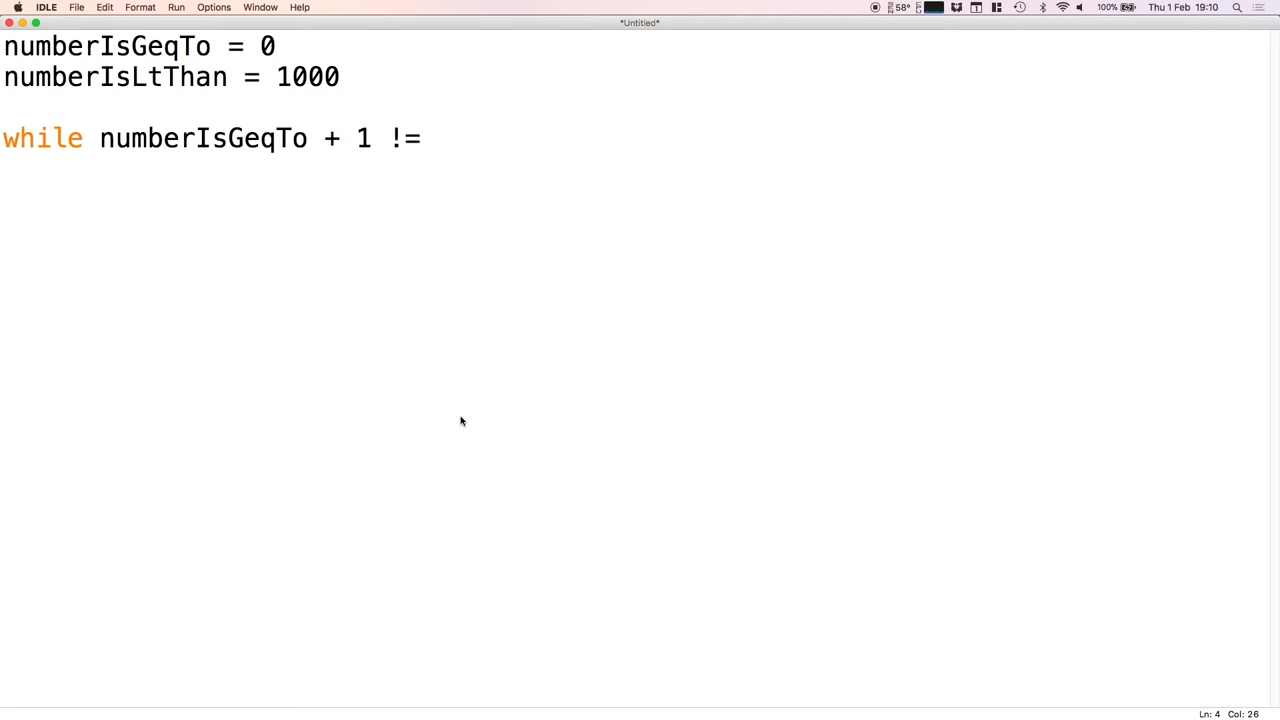 IDLE File Edit Format Run Options Window Help 58° 100% Thu 1 Feb 19:10
*Untitled*
numberIsGeqTo = 0
numberIsLtThan = 1000
while numberIsGeqTo + 1 !=
Ln: 4 Col: 26